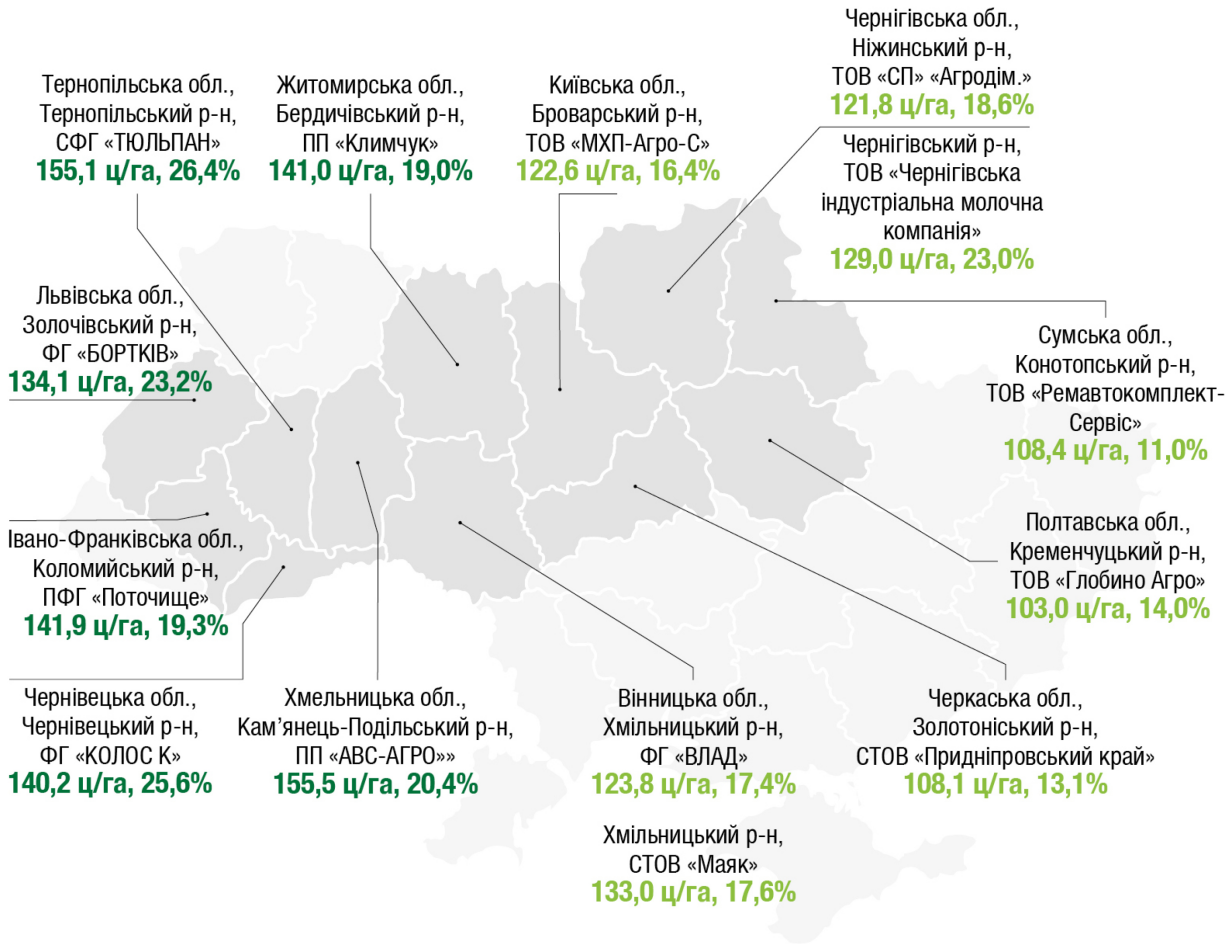 Тернопільська обл.,
Тернопільський р-н,
СФГ «ТЮЛЬПАН»
155,1 ц/га, 26,4%
Житомирська обл.,
Бердичівський р-н,
ПП «Климчук»
141,0 ц/га, 19,0%
Київська обл.,
Броварський р-н,
ТОВ «МХП-Агро-С»
122,6 ц/га, 16,4%
Чернігівська обл.,
Ніжинський р-н,
ТОВ «СП» «Агродім.»
121,8 ц/га, 18,6%
Чернігівський р-н,
ТОВ «Чернігівська
індустріальна молочна
компанія»
129,0 ц/га, 23,0%
Львівська обл.,
Золочівський р-н,
ФГ «БОРТКІВ»
134,1 ц/га, 23,2%
Сумська обл.,
Конотопський р-н,
ТОВ «Ремавтокомплект-
Сервіс»
108,4 ц/га, 11,0%
Івано-Франківська обл.,
Коломийський р-н,
ПФГ «Поточище»
141,9 ц/га, 19,3%
Полтавська обл.,
Кременчуцький р-н,
ТОВ «Глобино Агро»
103,0 ц/га, 14,0%
Чернівецька обл.,
Чернівецький р-н,
ФГ «КОЛОС К»
140,2 ц/га, 25,6%
Хмельницька обл.,
Кам’янець-Подільський р-н,
ПП «АВС-АГРО»»
155,5 ц/га, 20,4%
Вінницька обл.,
Хмільницький р-н,
ФГ «ВЛАД»
123,8 ц/га, 17,4%
Хмільницький р-н,
СТОВ «Маяк»
133,0 ц/га, 17,6%
Черкаська обл.,
Золотоніський р-н,
СТОВ «Придніпровський край»
108,1 ц/га, 13,1%